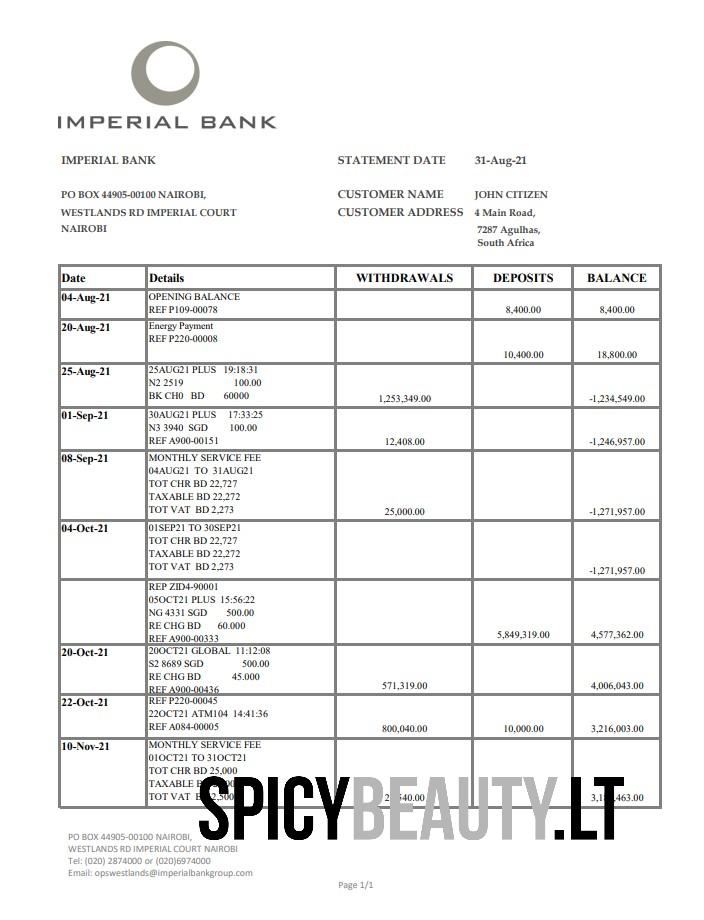 IMPERIAL BANK
IMPERIAL BANK STATEMENT DATE 31-Aug-21
PO BOX 44905-00100 NAIROBI, CUSTOMER NAME JOHN CITIZEN
WESTLANDS RD IMPERIAL COURT CUSTOMER ADDRESS 4 Main Road,
NAIROBI 7287 Agulhas,
South Africa
Date Details WITHDRAWALS DEPOSITS BALANCE
04-Aug-21 OPENING BALANCE
REF P109-00078 8,400.00 8,400.00
20-Aug-21 Energy Payment
REF P220-00008
10,400.00 18,800.00
25-Aug-21 25AUG21 PLUS 19:18:31
N2 2519 100.00
BK CH0 BD 60000 1,253,349.00 -1,234,549.00
01-Sep-21 30AUG21 PLUS 17:33:25
N3 3940 SGD 100.00
REF A900-00151 12,408.00 -1,246,957.00
08-Sep-21 MONTHLY SERVICE FEE
04AUG21 TO 31AUG21
TOT CHR BD 22,727
TAXABLE BD 22,272
TOT VAT BD 2,273 25,000.00 -1,271,957.00
04-Oct-21 01SEP21 TO 30SEP21
TOT CHR BD 22,727
TAXABLE BD 22,272
TOT VAT BD 2,273 -1,271,957.00
REP ZID4-90001
05OCT21 PLUS 15:56:22
NG 4331 SGD 500.00
RE CHG BD 60.000
REF A900-00333 5,849,319.00 4,577,362.00
20-Oct-21 20OCT21 GLOBAL 11:12:08
S2 8689 SGD 500.00
RE CHG BD 45.000
REF A900-00436 571,319.00 4,006,043.00
22-Oct-21 REF P220-00045
22OCT21 ATM104 14:41:36
REF A084-00005 800,040.00 10,000.00 3,216,003.00
10-Nov-21 MONTHLY SERVICE FEE
01OCT21 TO 31OCT21
TOT CHR BD 25,000
TOT VAT
SPICYBEAUTY.LT
PO BOX 44905-00100 NAIROBI,
WESTLANDS RD IMPERIAL COURT
Tel: (020) 2874000 or (020)6974000
Email: opswestlands@imperialbankgroup.com
Page 1/1